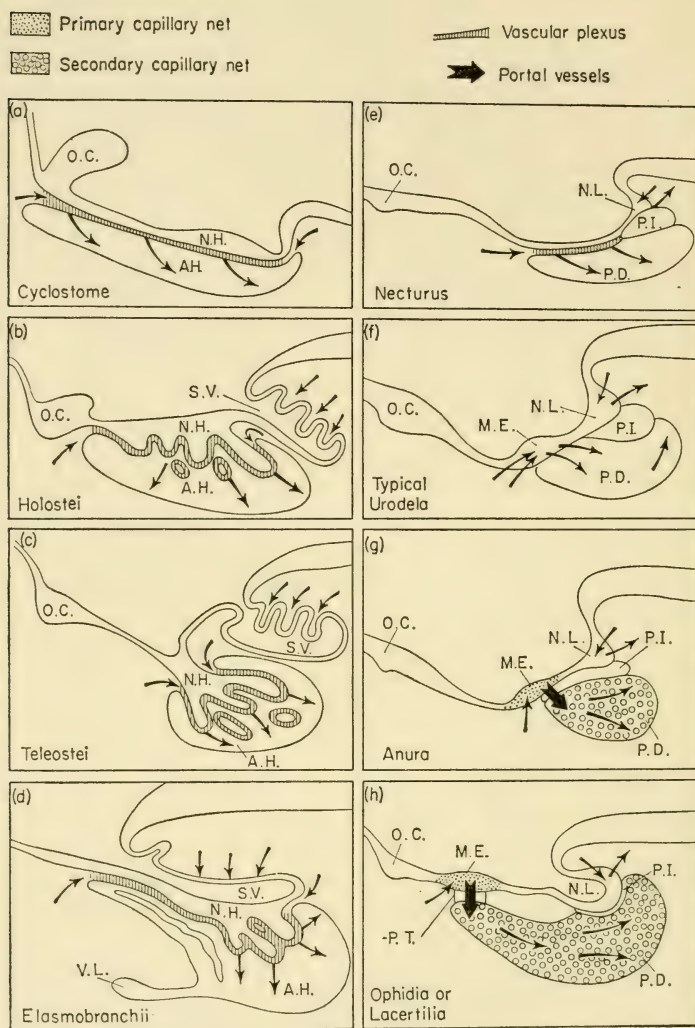 Primary capillary net
Secondary capillary net
Vascular plexus
Portal vessels
(a)
O.C.
N.H.
A.H.
Cyclostome
(b)
O.C.
S.V.
N.H.
A.H.
Holostei
(c)
O.C.
S.V.
N.H.
A.H.
Teleostei
(d)
S.V.
N.H.
V.L.
A.H.
Elasmobranchii
(e)
O.C.
N.L.
P.I.
P.D.
Necturus
(f)
O.C.
N.L.
M.E.
P.I.
P.D.
Typical
Urodela
(g)
O.C.
N.L.
P.I.
M.E.
P.D.
Anura
(h)
O.C.
M.E.
P.I.
N.L.
-P.T.
P.D.
Ophidia or
Lacertilia